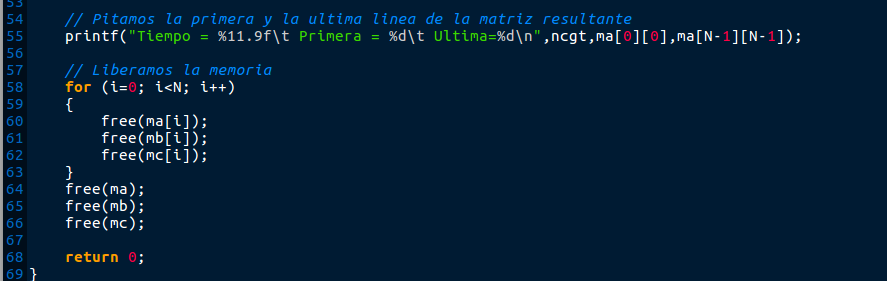 53
54 // Pitamos la primera y la ultima linea de la matriz resultante
55 printf("Tiempo = %11.9f\t Primera = %d\t Ultima=%d\n",ncgt,ma[0][0],ma[N-1][N-1]);
56
57 // Liberamos la memoria
58 for (i=0; i<N; i++)
59 {
60 free(ma[i]);
61 free(mb[i]);
62 free(mc[i]);
63 }
64 free(ma);
65 free(mb);
66 free(mc);
67
68 return 0;
69 }